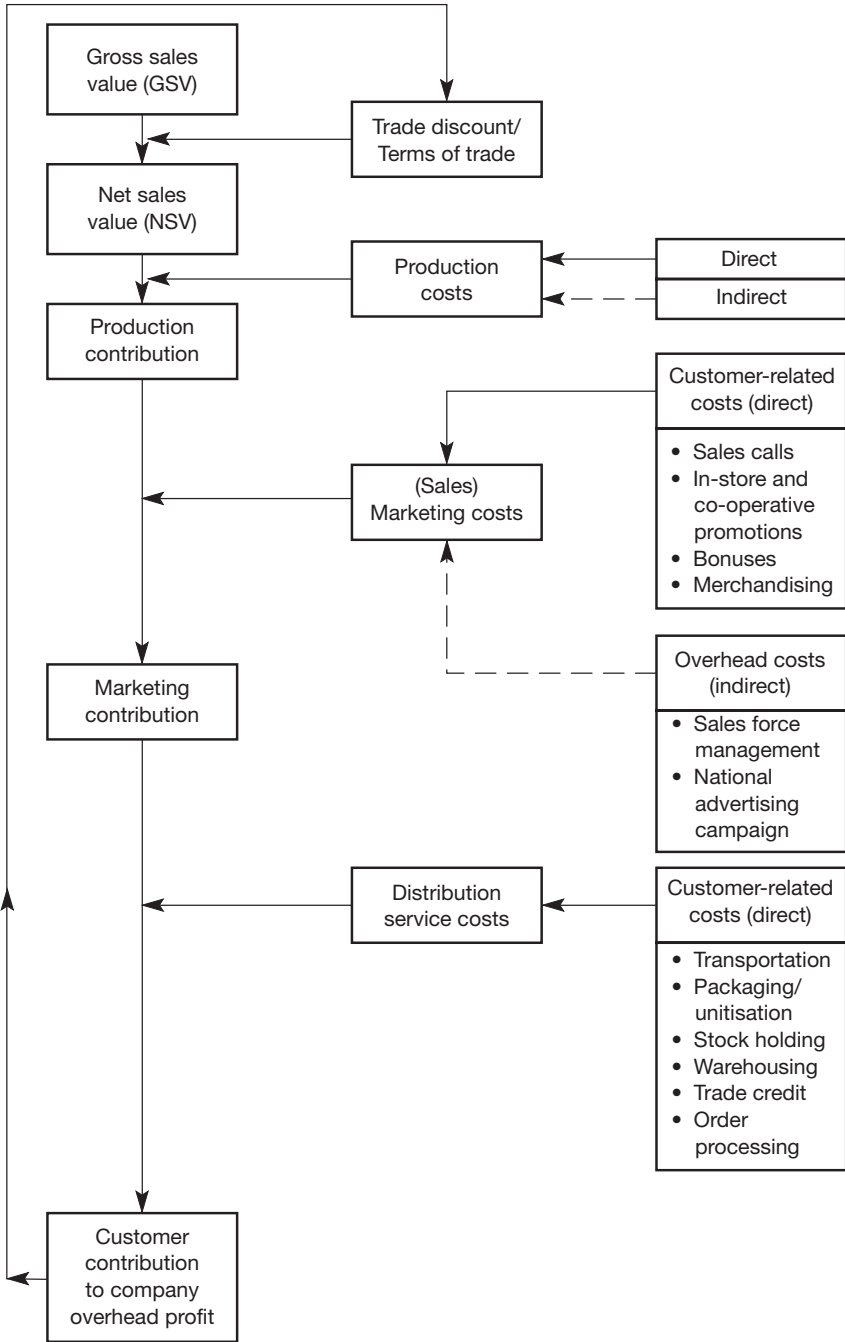 Gross sales
value (GSV)
Trade discount/
Terms of trade
Net sales
value (NSV)
Production
costs
Direct
Indirect
Production
contribution
Customer-related
costs (direct)
• Sales calls
• In-store and
co-operative
promotions
• Bonuses
• Merchandising
(Sales)
Marketing costs
Overhead costs
(indirect)
• Sales force
management
• National
advertising
campaign
Marketing
contribution
Distribution
service costs
Customer-related
costs (direct)
• Transportation
• Packaging/
unitisation
• Stock holding
• Warehousing
• Trade credit
• Order
processing
Customer
contribution
to company
overhead profit